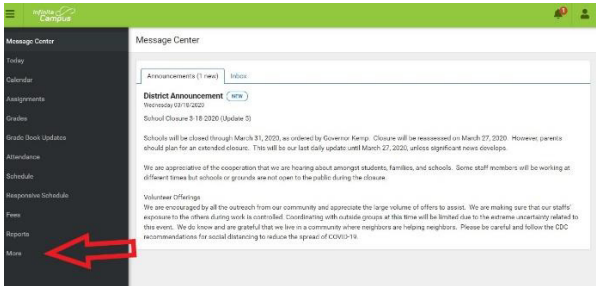 Infinite
Campus
Message Center
Message Center
Today
Calendar
Assignments
Grades
Grade Book Updates
Attendance
Schedule
Responsive Schedule
Fees
Reports
More
Announcements (1 new) Inbox
District Announcement NEW
Wednesday 03/18/2020
School Closure 3-18-2020 (Update 5)
Schools will be closed through March 31, 2020, as ordered by Governor Kemp. Closure will be reassessed on March 27, 2020. However, parents
should plan for an extended closure. This will be our last daily update until March 27, 2020, unless significant news develops.
We are appreciative of the cooperation that we are hearing about amongst students, families, and schools. Some staff members will be working at
different times but schools or grounds are not open to the public during the closure.
Volunteer Offerings
We are encouraged by all the outreach from our community and appreciate the large volume of offers to assist. We are making sure that our staffs'
exposure to the others during work is controlled. Coordinating with outside groups at this time will be limited due to the extreme uncertainty related to
this event. We do know and are grateful that we live in a community where neighbors are helping neighbors. Please be careful and follow the CDC
recommendations for social distancing to reduce the spread of COVID-19.